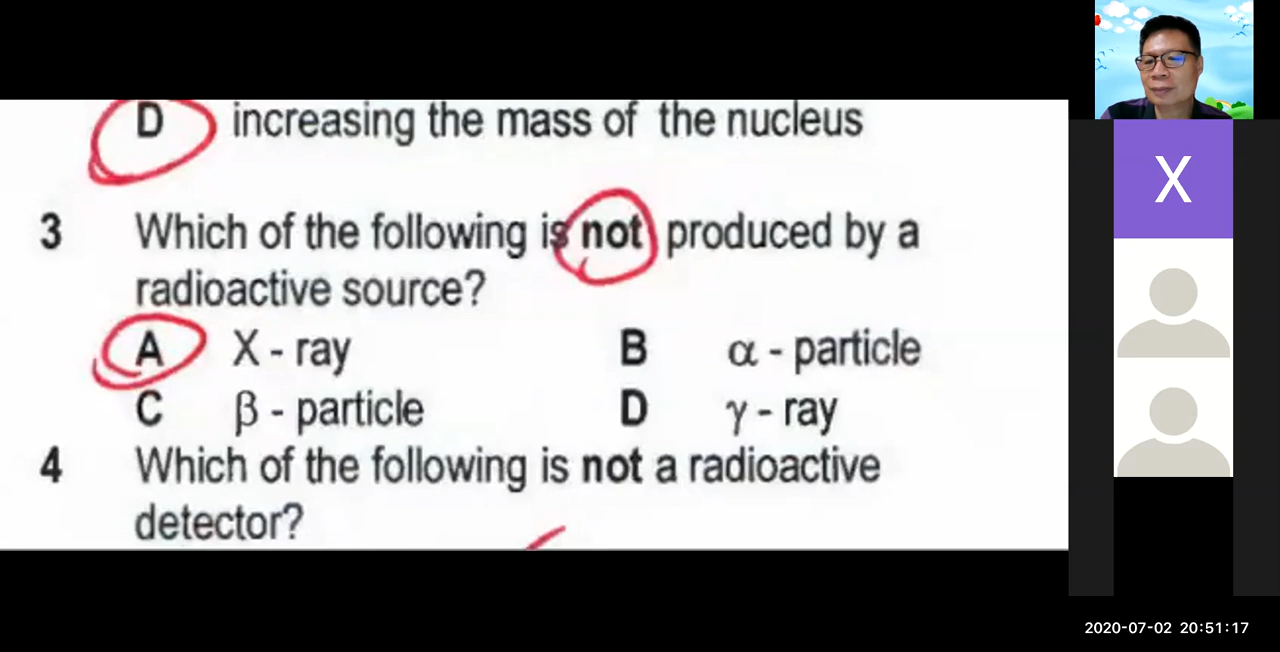 D increasing the mass of the nucleus
3 Which of the following is not produced by a
radioactive source?
A X - ray B α - particle
C β - particle D γ - ray
4 Which of the following is not a radioactive
detector?
X
2020-07-02 20:51:17